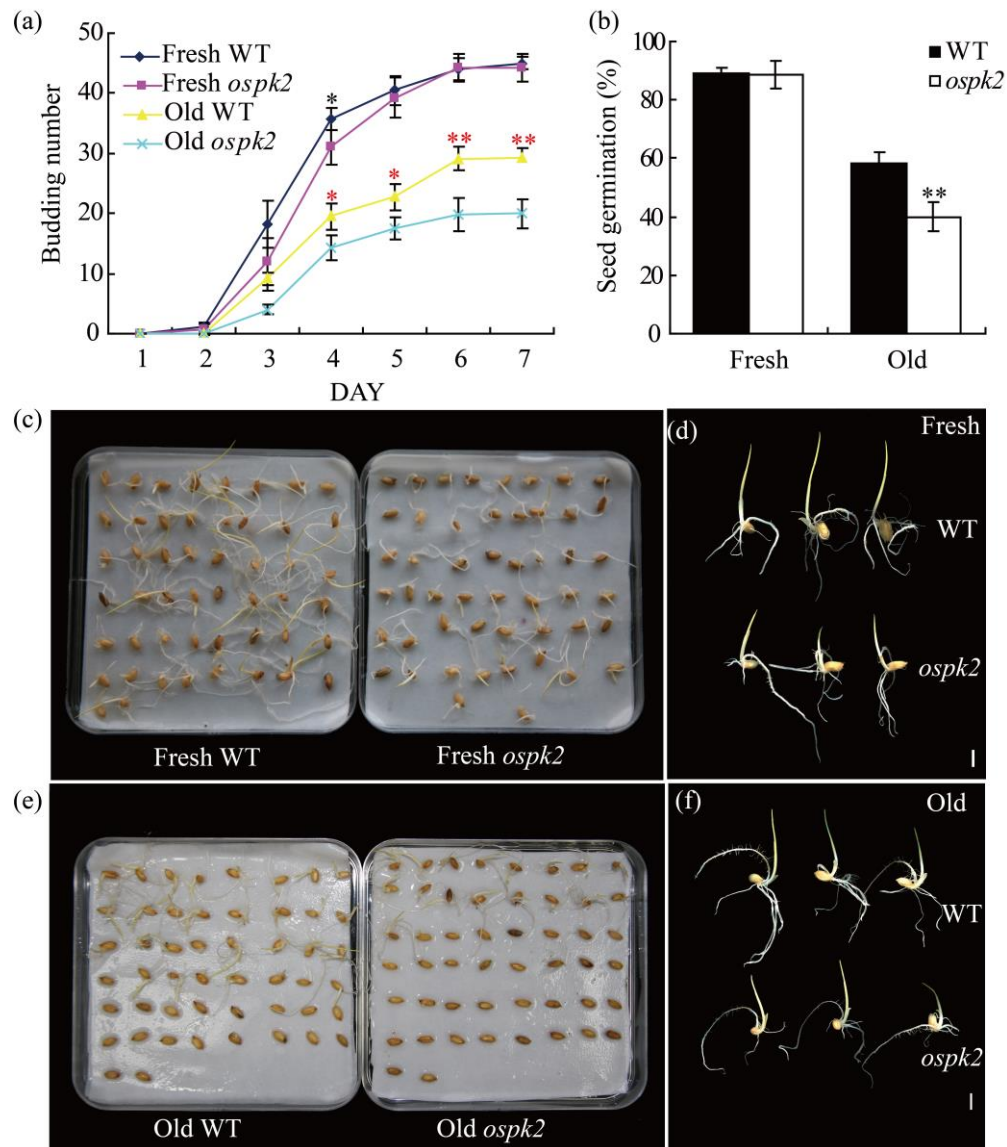 (a)
50
40
30
20
10
0
Budding number
Fresh WT
Fresh ospk2
Old WT
Old ospk2
*
*
*
**
**
1 2 3 4 5 6 7
DAY
(b)
100
80
60
40
20
0
Seed germination (%)
WT
ospk2
**
Fresh Old
(c)
Fresh WT
Fresh ospk2
(d)
Fresh
WT
ospk2
(e)
Old WT
Old ospk2
(f)
Old
WT
ospk2